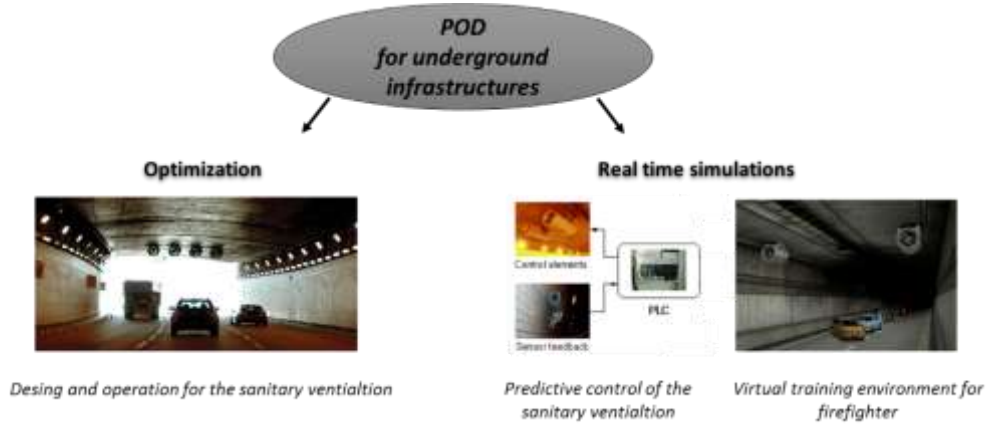 POD
for underground
infrastructures
Optimization
Real time simulations
Control elements
PLC
Sensor feedback
Desing and operation for the sanitary ventialtion
Predictive control of the
sanitary ventialtion
Virtual training environment for
firefighter